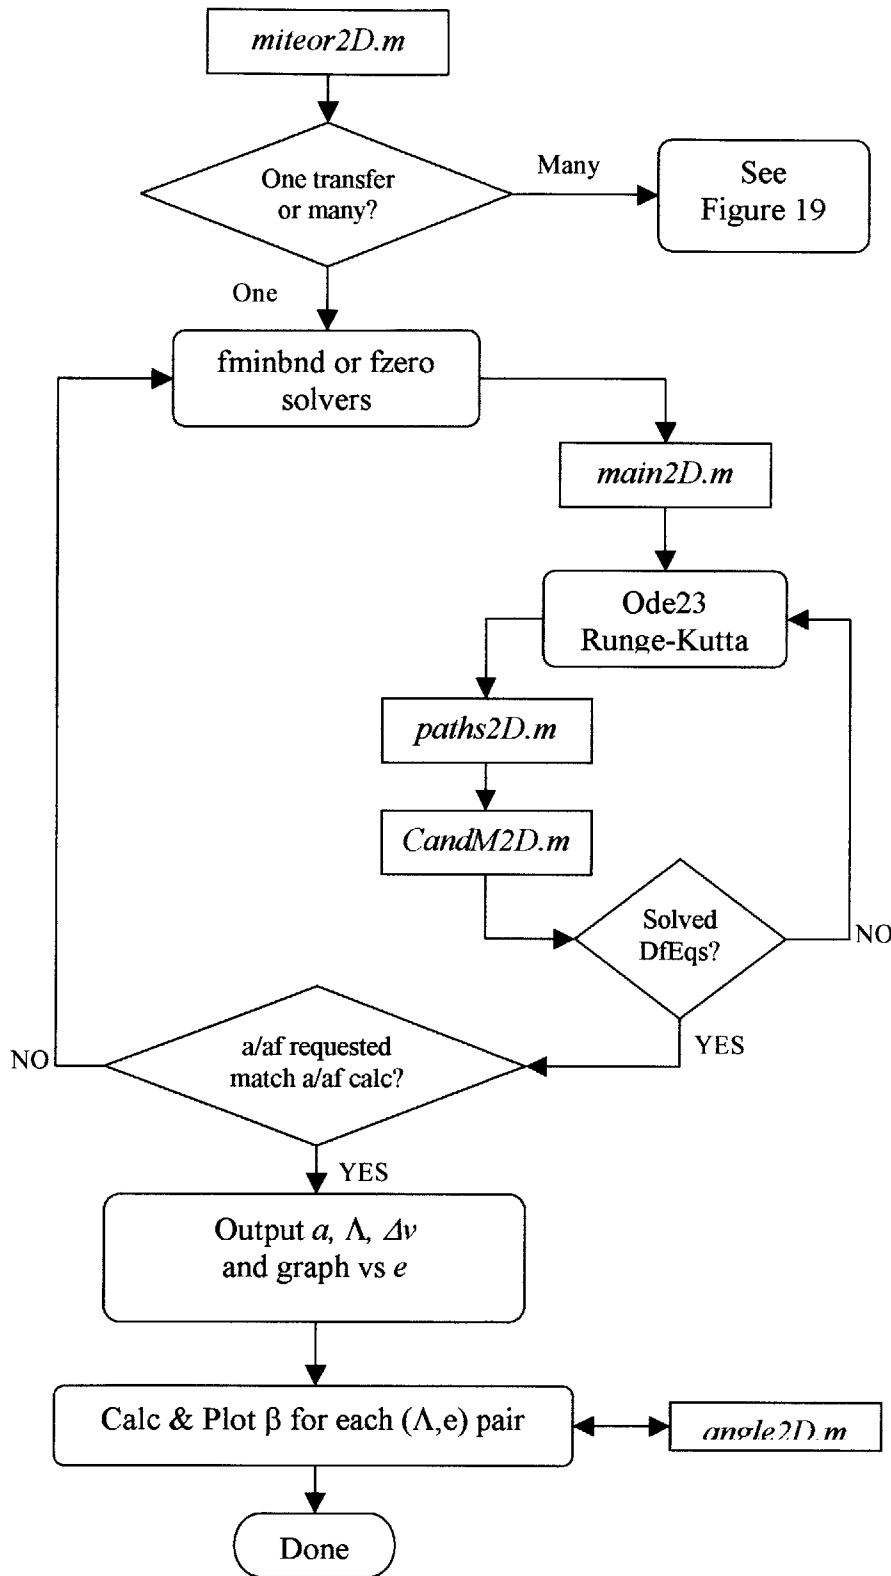 miteor2D.m
One transfer
or many?
Many
See
Figure 19
One
fminbnd or fzero
solvers
main2D.m
Ode23
Runge-Kutta
paths2D.m
CandM2D.m
Solved
DfEqs?
NO
YES
a/af requested
match a/af calc?
NO
YES
Output a, Λ, Δv
and graph vs e
Calc & Plot β for each (Λ,e) pair
angle2D.m
Done